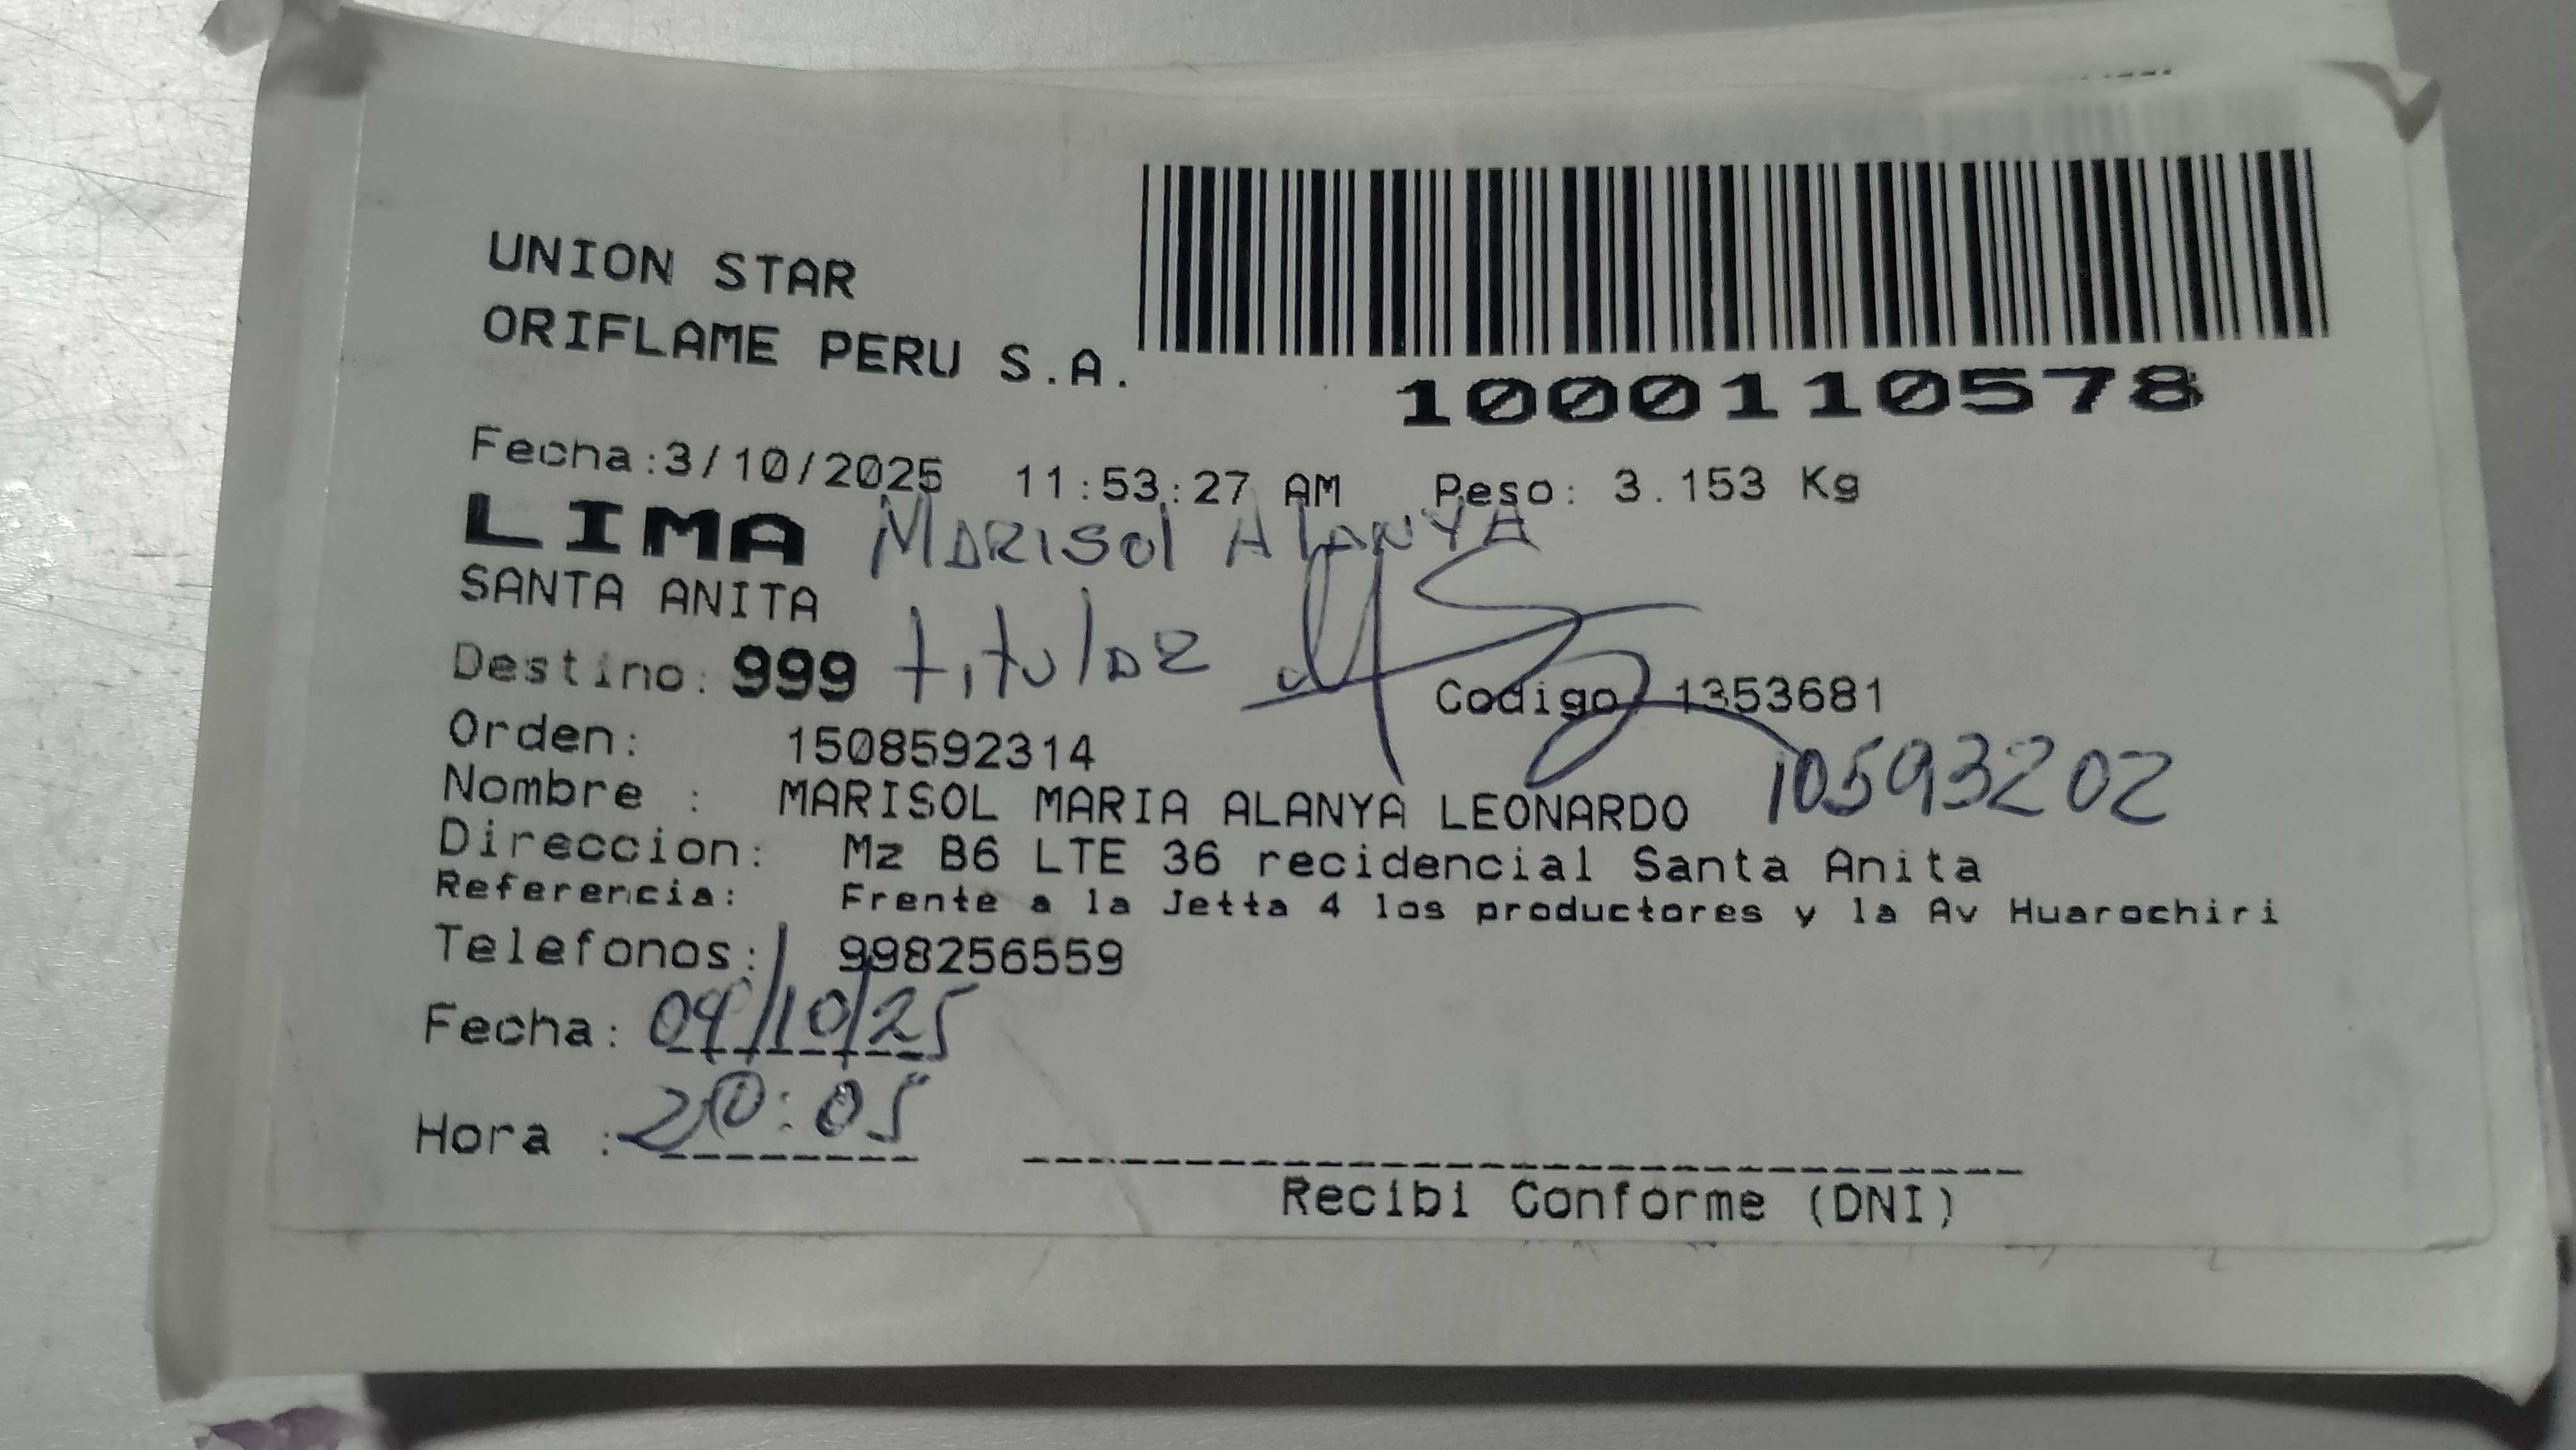 UNION STAR
ORIFLAME PERU S.A.
1000110578
Fecha:3/10/2025 11:53:27 AM Peso: 3.153 Kg
LIMA MARISol AlANYA
SANTA ANITA
Destino: 999 titular
Codigo: 1353681
Orden: 1508592314
Nombre : MARISOL MARIA ALANYA LEONARDO 10593202
Direccion: Mz B6 LTE 36 recidencial Santa Anita
Referencia: Frente a la Jetta 4 los productores y la Av Huarochiri
Telefonos: 998256559
Fecha: 04/10/25
Hora : 20:05
Recibi Conforme (DNI)